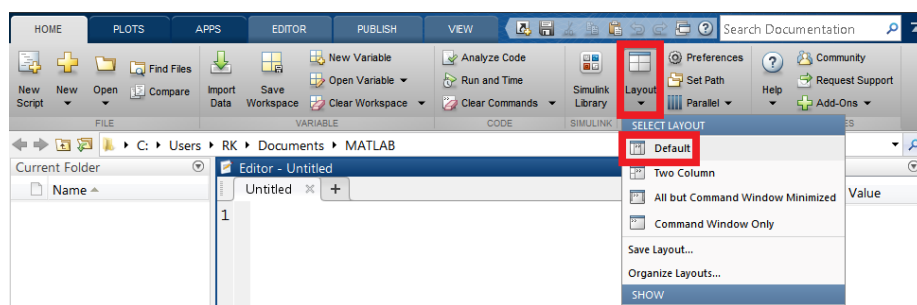 HOME PLOTS APPS EDITOR PUBLISH VIEW Search Documentation
New Variable Analyze Code Preferences Community
Find Files
Open Variable Run and Time Set Path Request Support
New Script New Open Compare Import Data Save Workspace Clear Workspace Clear Commands Simulink Library Layout Parallel Help Add-Ons
FILE VARIABLE CODE SIMULINK SELECT LAYOUT ES
C: Users RK Documents MATLAB Default
Current Folder Editor - Untitled Two Column
Name Untitled + All but Command Window Minimized Value
1 Command Window Only
Save Layout...
Organize Layouts...
SHOW